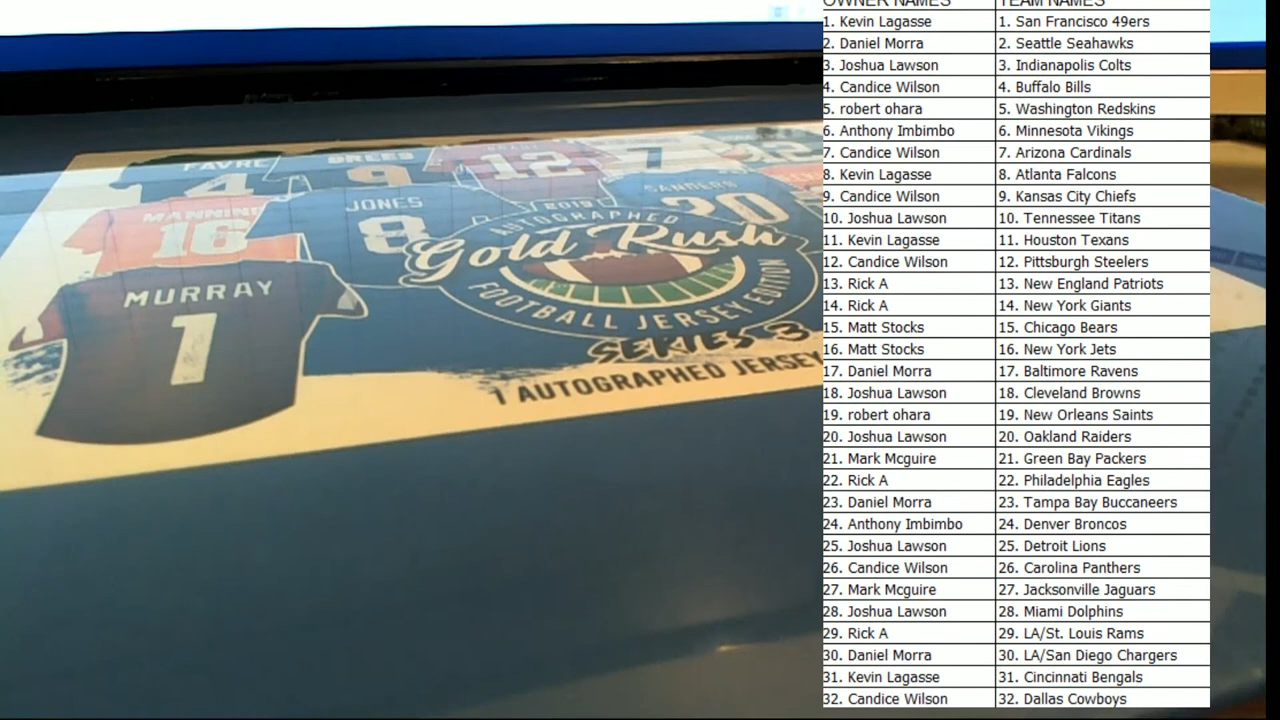 FAVRE
4
BREES
9
BRADY
12
7
MANNING
16
JONES
8
SANDERS
20
MURRAY
1
2019
AUTOGRAPHED
Gold Rush
FOOTBALL JERSEY EDITION
SERIES 3
1 AUTOGRAPHED JERSEY
OWNER NAMES TEAM NAMES
1. Kevin Lagasse 1. San Francisco 49ers
2. Daniel Morra 2. Seattle Seahawks
3. Joshua Lawson 3. Indianapolis Colts
4. Candice Wilson 4. Buffalo Bills
5. robert ohara 5. Washington Redskins
6. Anthony Imbimbo 6. Minnesota Vikings
7. Candice Wilson 7. Arizona Cardinals
8. Kevin Lagasse 8. Atlanta Falcons
9. Candice Wilson 9. Kansas City Chiefs
10. Joshua Lawson 10. Tennessee Titans
11. Kevin Lagasse 11. Houston Texans
12. Candice Wilson 12. Pittsburgh Steelers
13. Rick A 13. New England Patriots
14. Rick A 14. New York Giants
15. Matt Stocks 15. Chicago Bears
16. Matt Stocks 16. New York Jets
17. Daniel Morra 17. Baltimore Ravens
18. Joshua Lawson 18. Cleveland Browns
19. robert ohara 19. New Orleans Saints
20. Joshua Lawson 20. Oakland Raiders
21. Mark Mcguire 21. Green Bay Packers
22. Rick A 22. Philadelphia Eagles
23. Daniel Morra 23. Tampa Bay Buccaneers
24. Anthony Imbimbo 24. Denver Broncos
25. Joshua Lawson 25. Detroit Lions
26. Candice Wilson 26. Carolina Panthers
27. Mark Mcguire 27. Jacksonville Jaguars
28. Joshua Lawson 28. Miami Dolphins
29. Rick A 29. LA/St. Louis Rams
30. Daniel Morra 30. LA/San Diego Chargers
31. Kevin Lagasse 31. Cincinnati Bengals
32. Candice Wilson 32. Dallas Cowboys